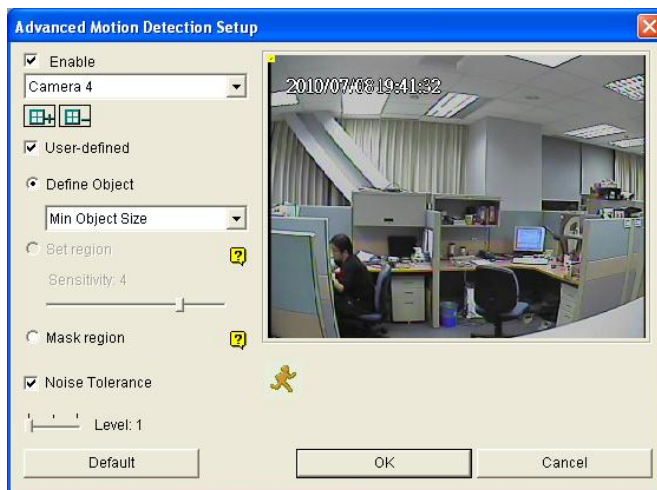 Advanced Motion Detection Setup
Enable
Camera 4
User-defined
Define Object
Min Object Size
Set region
Sensitivity: 4
Mask region
Noise Tolerance
Level: 1
Default
2010/07/08 19:41:32
OK
Cancel